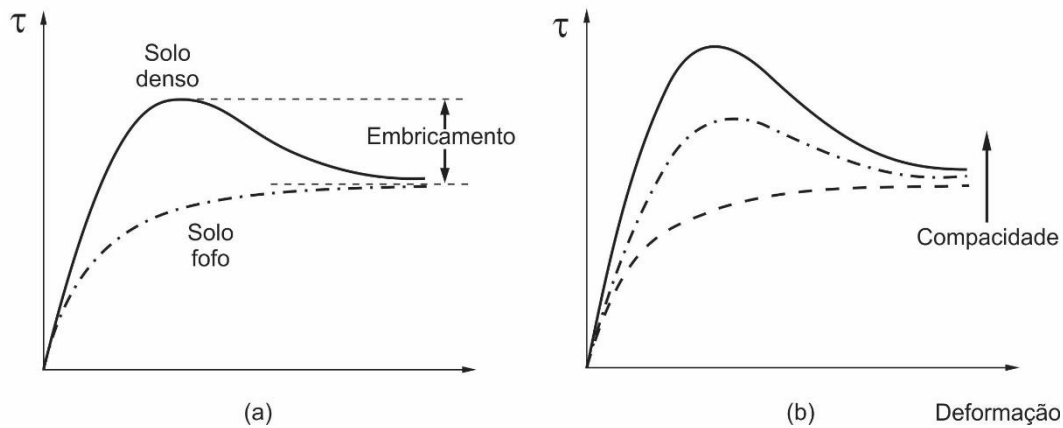 τ
Solo
denso
Embricamento
Solo
fofo
(a)
τ
Compacidade
(b)
Deformação